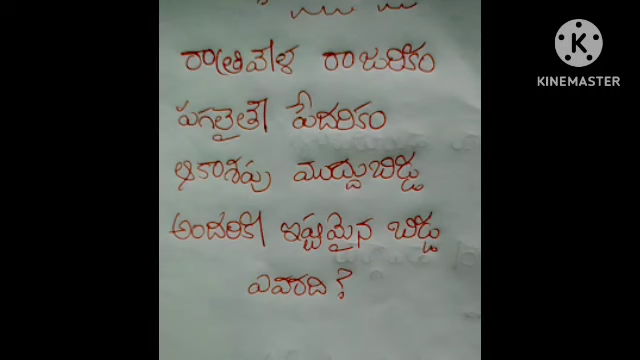 రాత్రివేళ రాజరికం
పగలైతే పేదరికం
ఆకాశపు ముద్దుబిడ్డ
అందరికీ ఇష్టమైన బిడ్డ
ఎవరది?
KINEMASTER